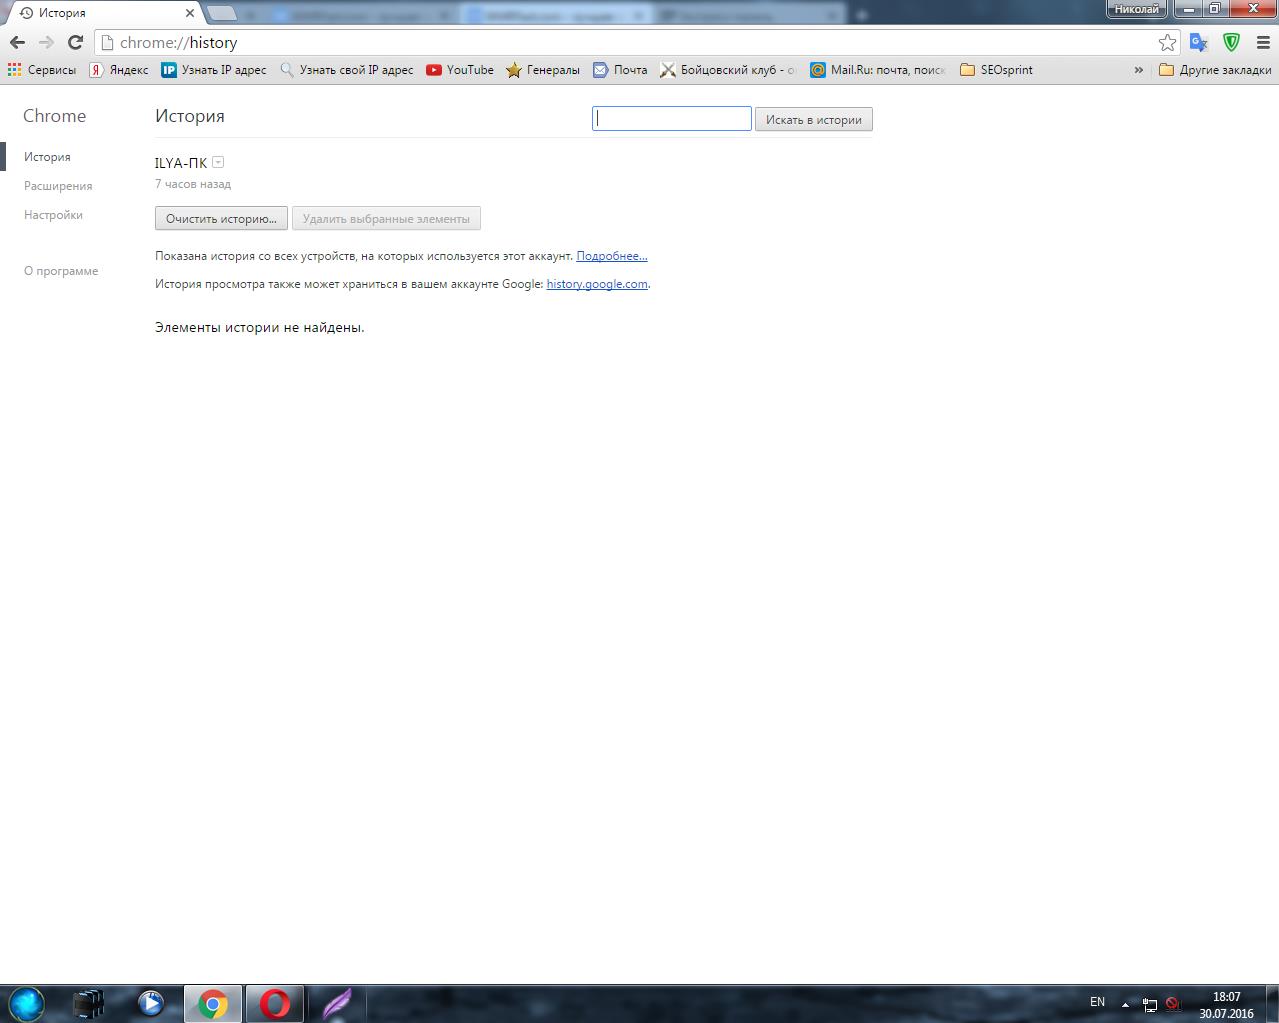 История
Николай
chrome://history
Сервисы Яндекс Узнать IP адрес Узнать свой IP адрес YouTube Генералы Почта Бойцовский клуб - о Mail.Ru: почта, поиск SEOsprint » Другие закладки
Chrome
История
Искать в истории
История
Расширения
Настройки
О программе
ILYA-ПК
7 часов назад
Очистить историю... Удалить выбранные элементы
Показана история со всех устройств, на которых используется этот аккаунт. Подробнее...
История просмотра также может храниться в вашем аккаунте Google: history.google.com.
Элементы истории не найдены.
EN
18:07
30.07.2016